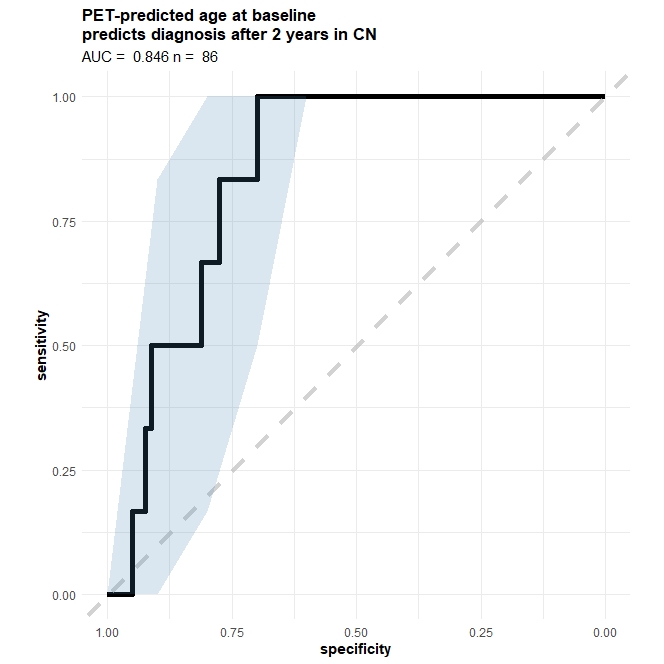 PET-predicted age at baseline
predicts diagnosis after 2 years in CN
AUC =  0.846 n =  86
1.00
0.75
0.50
0.25
0.00
sensitivity
1.00 0.75 0.50 0.25 0.00
specificity